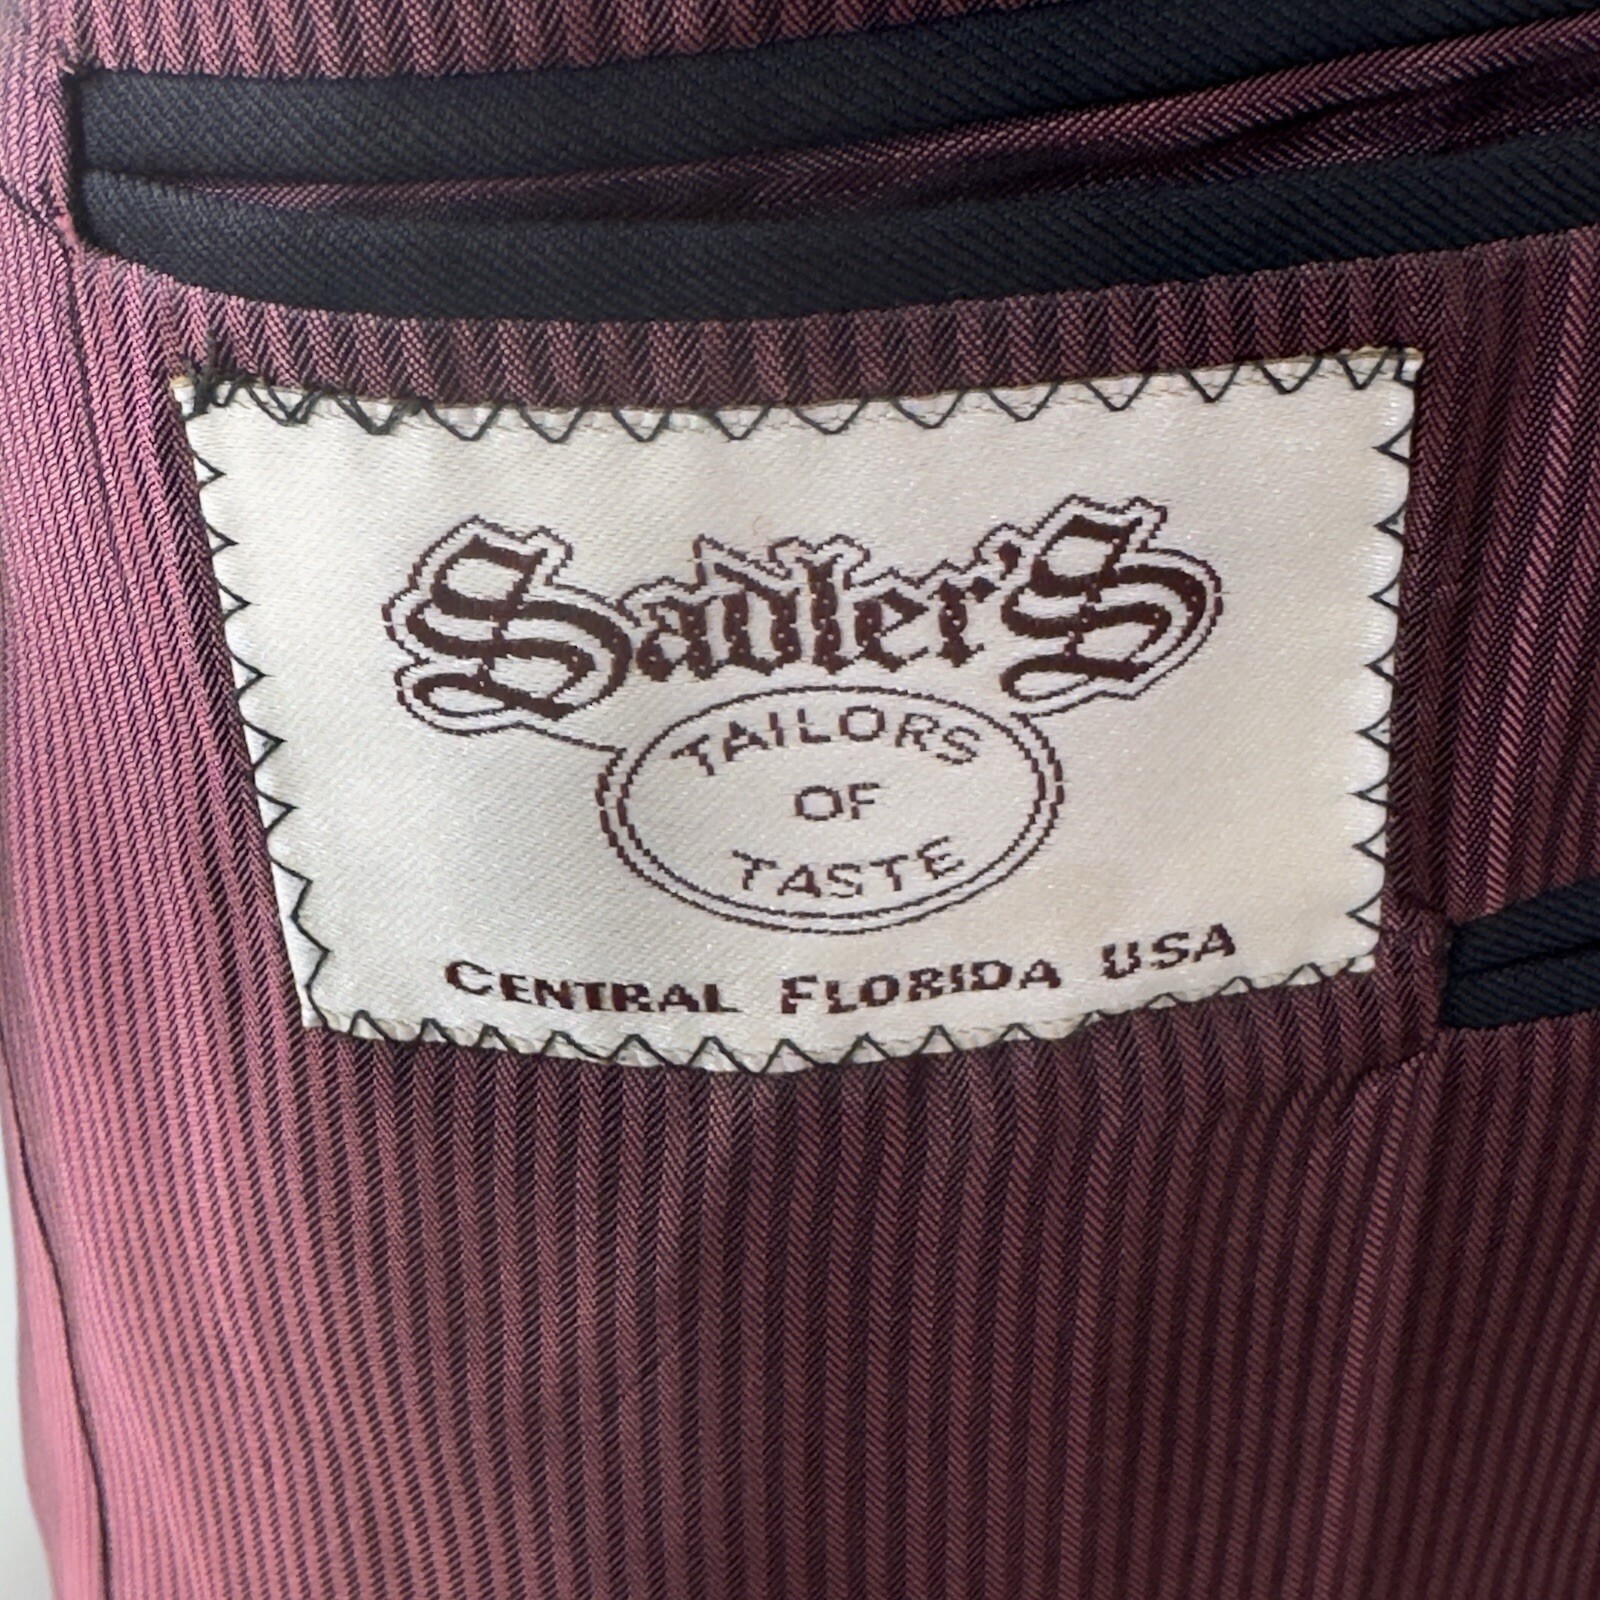 Sadler'S
TAILORS
OF
TASTE
CENTRAL FLORIDA USA